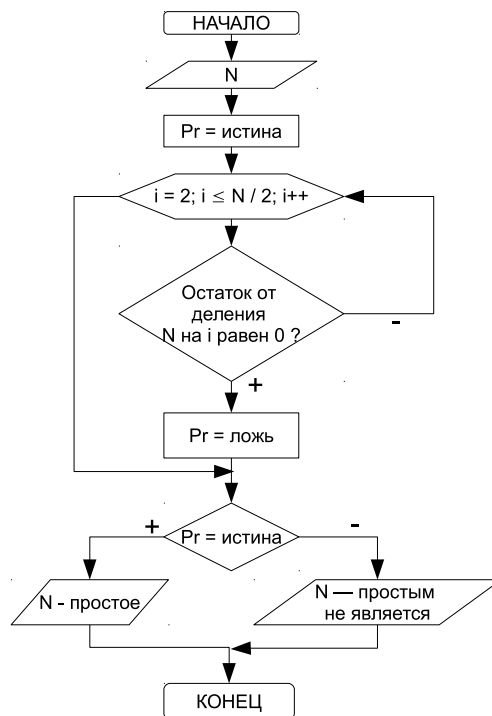 НАЧАЛО
N
Pr = истина
i = 2; i ≤ N / 2; i++
Остаток от
деления
N на i равен 0 ?
-
+
Pr = ложь
+
Pr = истина
-
N - простое
N — простым
не является
КОНЕЦ